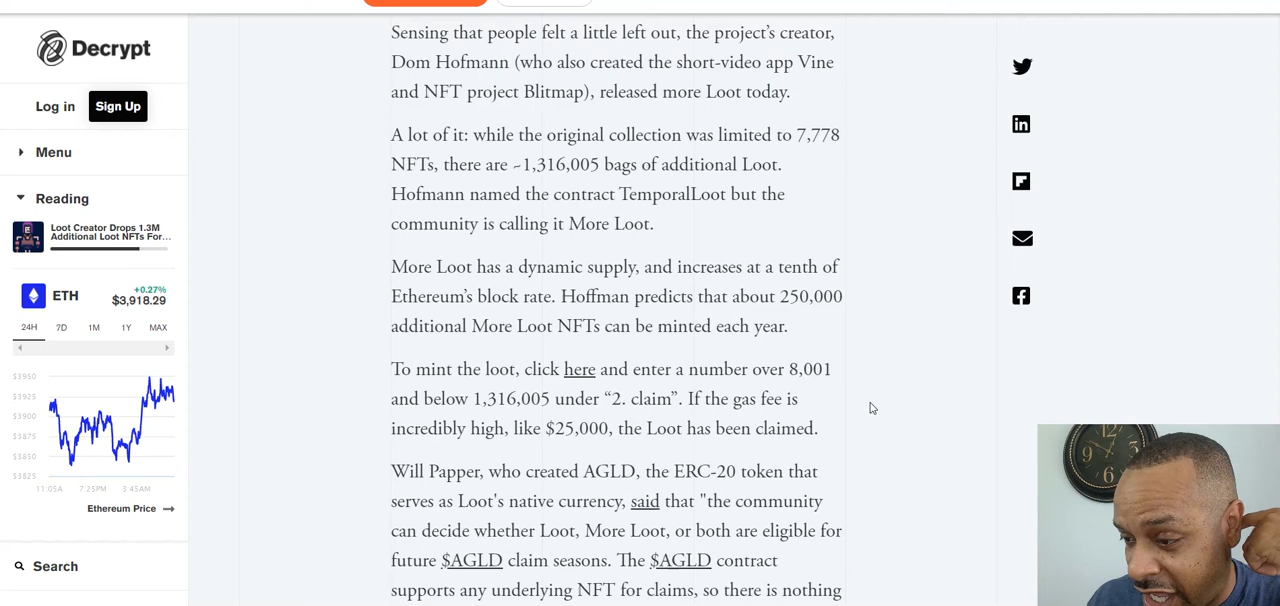 Decrypt
Log in
Sign Up
Menu
Reading
Loot Creator Drops 1.3M
Additional Loot NFTs For...
ETH
+0.27%
$3,918.29
24H 7D 1M 1Y MAX
$3950
$3925
$3900
$3875
$3850
$3825
11:05A 7:25PM 3:45AM
Ethereum Price
Search
Sensing that people felt a little left out, the project's creator,
Dom Hofmann (who also created the short-video app Vine
and NFT project Blitmap), released more Loot today.
A lot of it: while the original collection was limited to 7,778
NFTs, there are ~1,316,005 bags of additional Loot.
Hofmann named the contract TemporalLoot but the
community is calling it More Loot.
More Loot has a dynamic supply, and increases at a tenth of
Ethereum's block rate. Hoffman predicts that about 250,000
additional More Loot NFTs can be minted each year.
To mint the loot, click here and enter a number over 8,001
and below 1,316,005 under “2. claim”. If the gas fee is
incredibly high, like $25,000, the Loot has been claimed.
Will Papper, who created AGLD, the ERC-20 token that
serves as Loot's native currency, said that "the community
can decide whether Loot, More Loot, or both are eligible for
future $AGLD claim seasons. The $AGLD contract
supports any underlying NFT for claims, so there is nothing